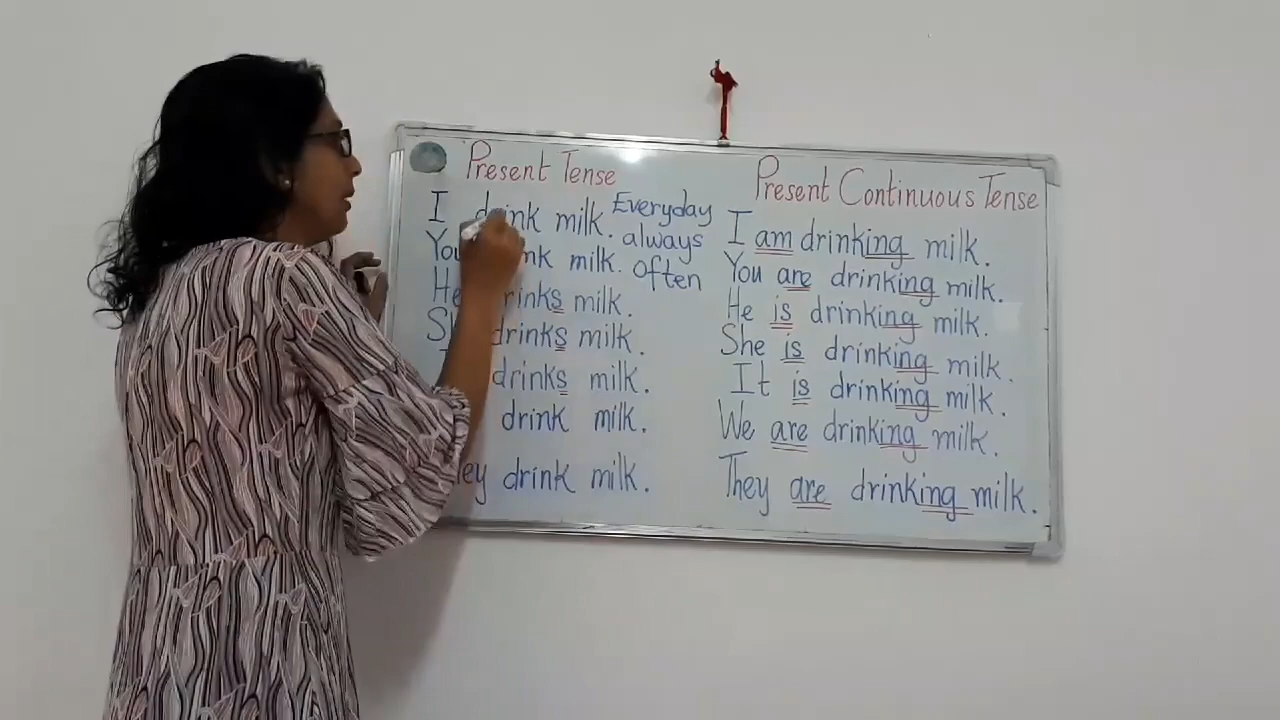 Present Tense
I drink milk. Everyday
always
milk. often
drinks milk.
drinks milk.
drinks milk.
drink milk.
drink milk.
Present Continuous Tense
I am drinking milk.
You are drinking milk.
He is drinking milk.
She is drinking milk.
It is drinking milk.
We are drinking milk.
They are drinking milk.